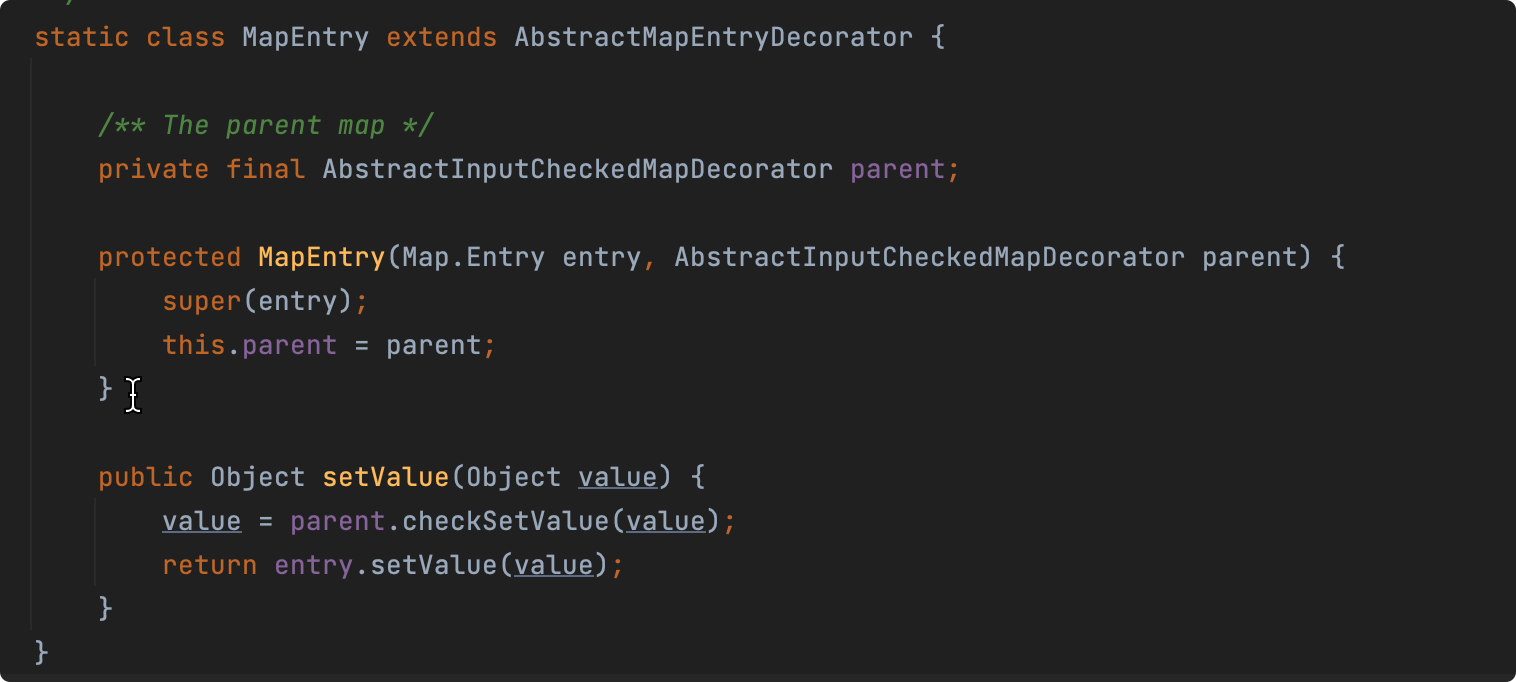 static class MapEntry extends AbstractMapEntryDecorator {
/** The parent map */
private final AbstractInputCheckedMapDecorator parent;
protected MapEntry(Map.Entry entry, AbstractInputCheckedMapDecorator parent) {
super(entry);
this.parent = parent;
}
public Object setValue(Object value) {
value = parent.checkSetValue(value);
return entry.setValue(value);
}
}